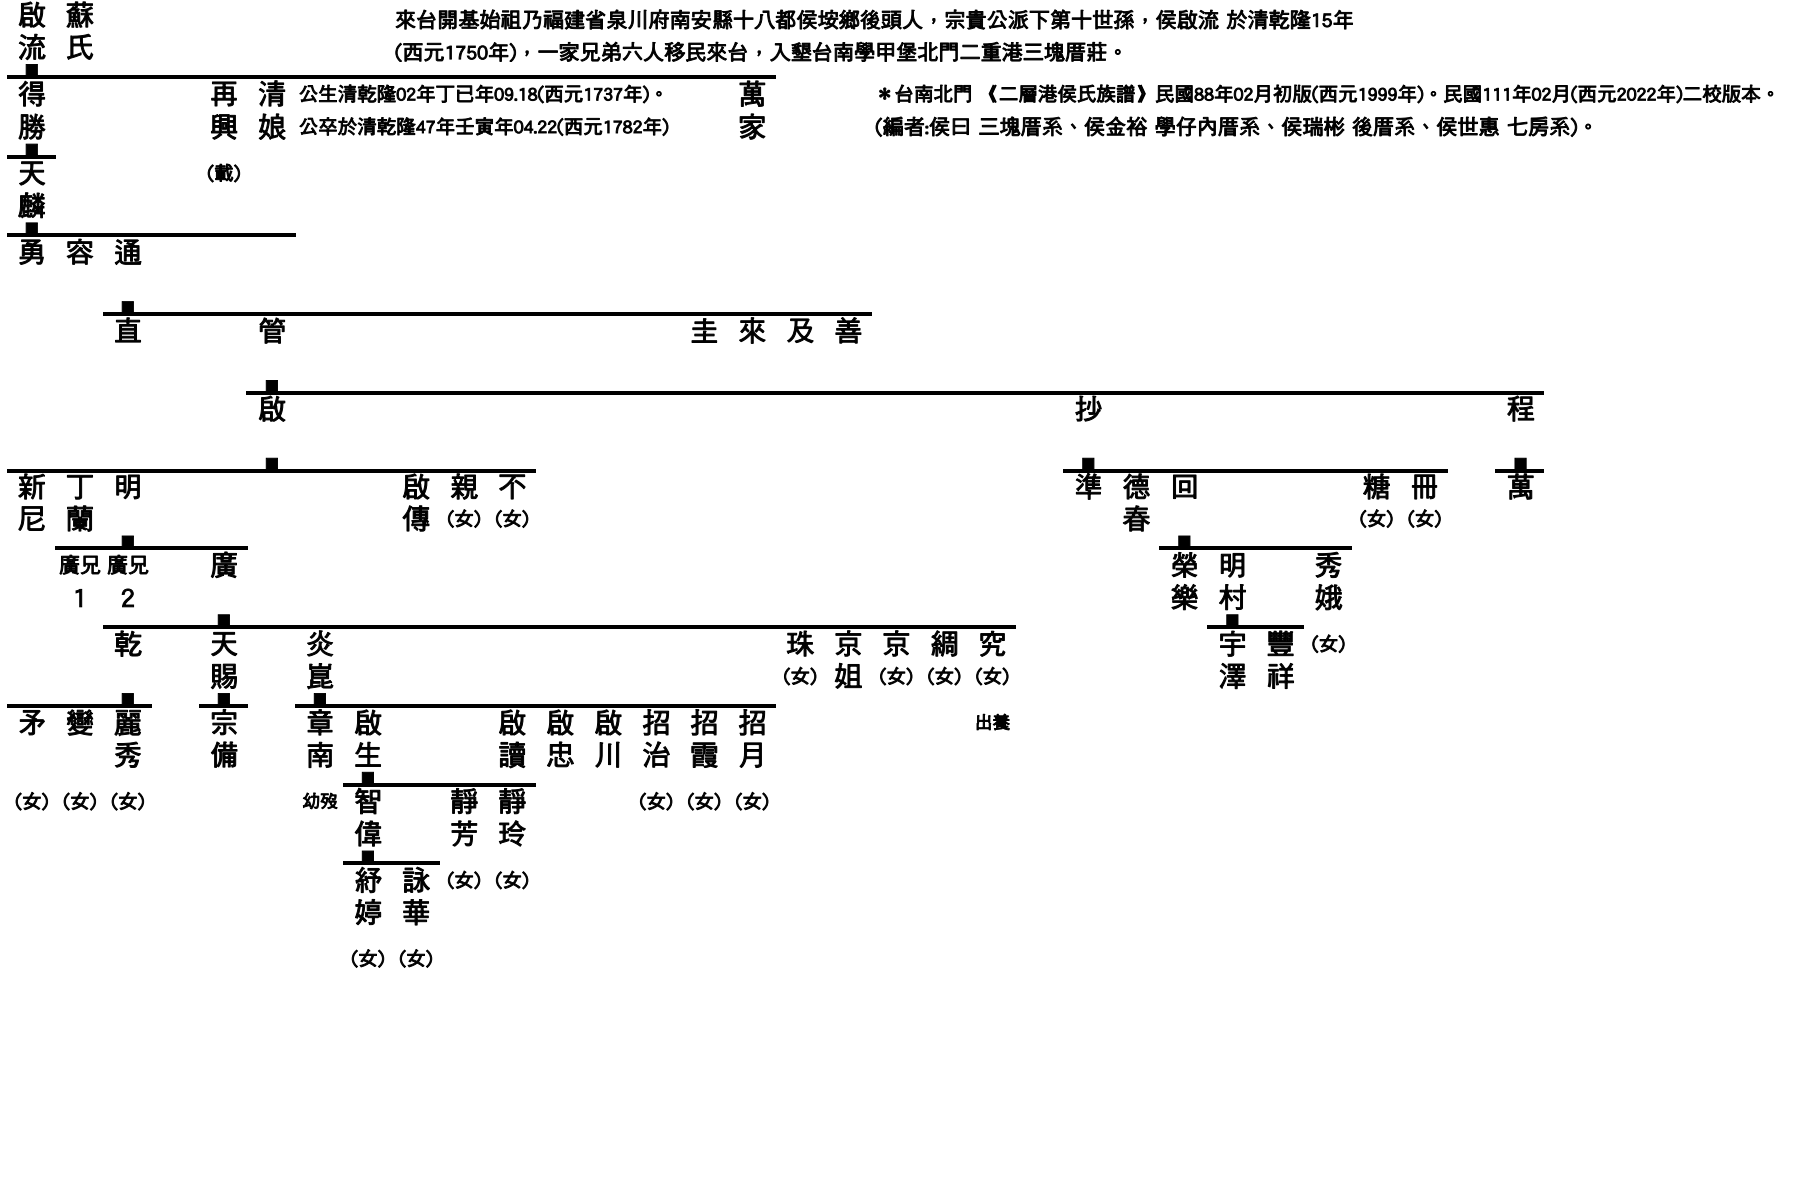 啟流 蘇氏
來台開基始祖乃福建省泉川府南安縣十八都侯垵鄉後頭人，宗貴公派下第十世孫，侯啟流 於清乾隆15年
(西元1750年)，一家兄弟六人移民來台，入墾台南學甲堡北門二重港三塊厝莊。
得勝 再興 清娘 萬家
(載)
公生清乾隆02年丁已年09.18(西元1737年)。
公卒於清乾隆47年壬寅年04.22(西元1782年)
＊台南北門 《二層港侯氏族譜》民國88年02月初版(西元1999年)。民國111年02月(西元2022年)二校版本。
(編者:侯曰 三塊厝系、侯金裕 學仔內厝系、侯瑞彬 後厝系、侯世惠 七房系)。
天麟
勇 容 通
直 管 圭 來 及 善
啟 抄 程
新尼 丁蘭 明 啟傳 親 不 準 德春 回 糖 冊 萬
(女) (女) (女) (女)
廣兄1 廣兄2 廣 榮樂 明村 秀娥
(女)
乾 天賜 炎崑 珠 京姐 京 綢 究 宇澤 豐祥
(女) (女) (女) (女)
出養
矛 變 麗秀 宗備 章南 啟生 啟讀 啟忠 啟川 招治 招霞 招月
(女) (女) (女) 幼歿 (女) (女) (女)
智偉 靜芳 靜玲
(女) (女)
紓婷 詠華
(女) (女)